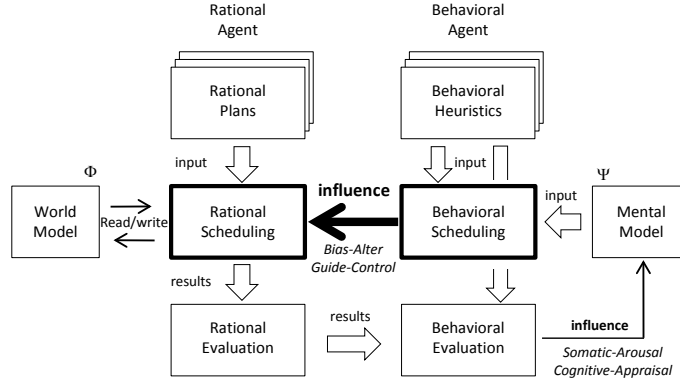 Rational
Agent
Behavioral
Agent
Rational
Plans
Behavioral
Heuristics
input
input
Φ
Ψ
World
Model
Read/write
Rational
Scheduling
influence
Bias-Alter
Guide-Control
Behavioral
Scheduling
input
Mental
Model
results
Rational
Evaluation
results
Behavioral
Evaluation
influence
Somatic-Arousal
Cognitive-Appraisal